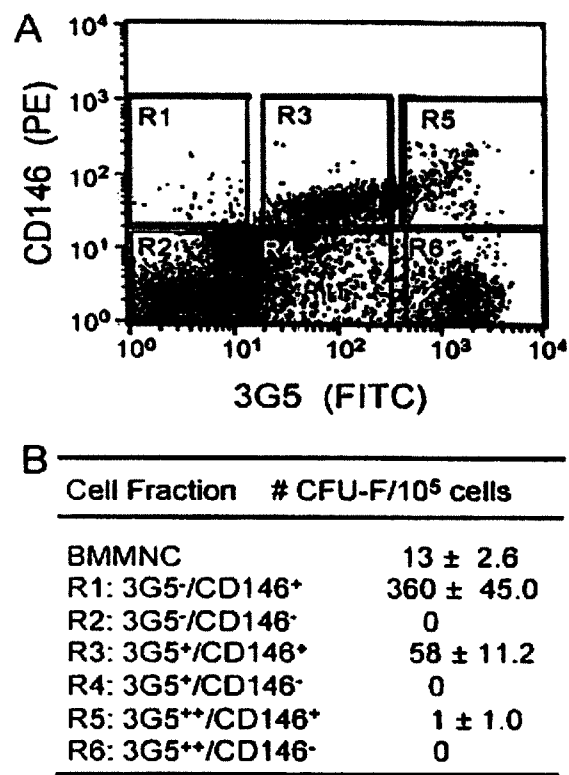 A
CD146 (PE)
10⁴
10³
10²
10¹
10⁰
R1
R3
R5
R2
R4
R6
10⁰ 10¹ 10² 10³ 10⁴
3G5 (FITC)
B
Cell Fraction # CFU-F/10⁵ cells
BMMNC 13 ± 2.6
R1: 3G5⁻/CD146⁺ 360 ± 45.0
R2: 3G5⁻/CD146⁻ 0
R3: 3G5⁺/CD146⁺ 58 ± 11.2
R4: 3G5⁺/CD146⁻ 0
R5: 3G5⁺⁺/CD146⁺ 1 ± 1.0
R6: 3G5⁺⁺/CD146⁻ 0